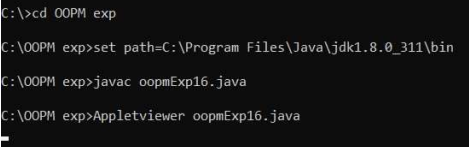 C:\>cd OOPM exp
C:\OOPM exp>set path=C:\Program Files\Java\jdk1.8.0_311\bin
C:\OOPM exp>javac oopmExp16.java
C:\OOPM exp>Appletviewer oopmExp16.java